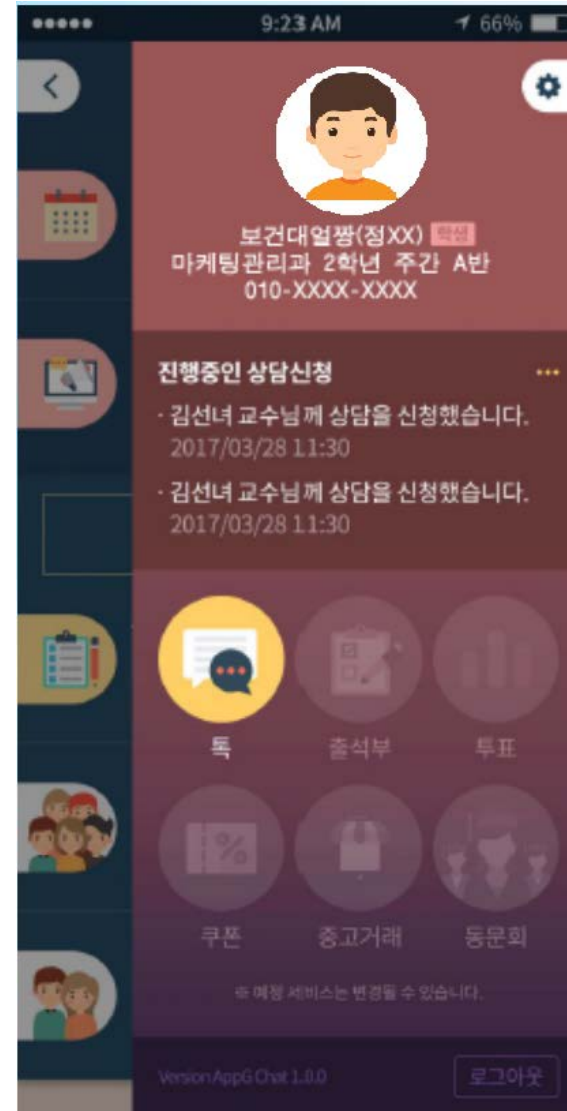 9:23 AM
66%
보건대얼짱(정XX) 학생
마케팅관리과 2학년 주간 A반
010-XXXX-XXXX
진행중인 상담신청
· 김선녀 교수님께 상담을 신청했습니다.
2017/03/28 11:30
· 김선녀 교수님께 상담을 신청했습니다.
2017/03/28 11:30
톡 출석부 투표
쿠폰 중고거래 동문회
※ 예정 서비스는 변경될 수 있습니다.
Version AppG Chat 1.0.0
로그아웃